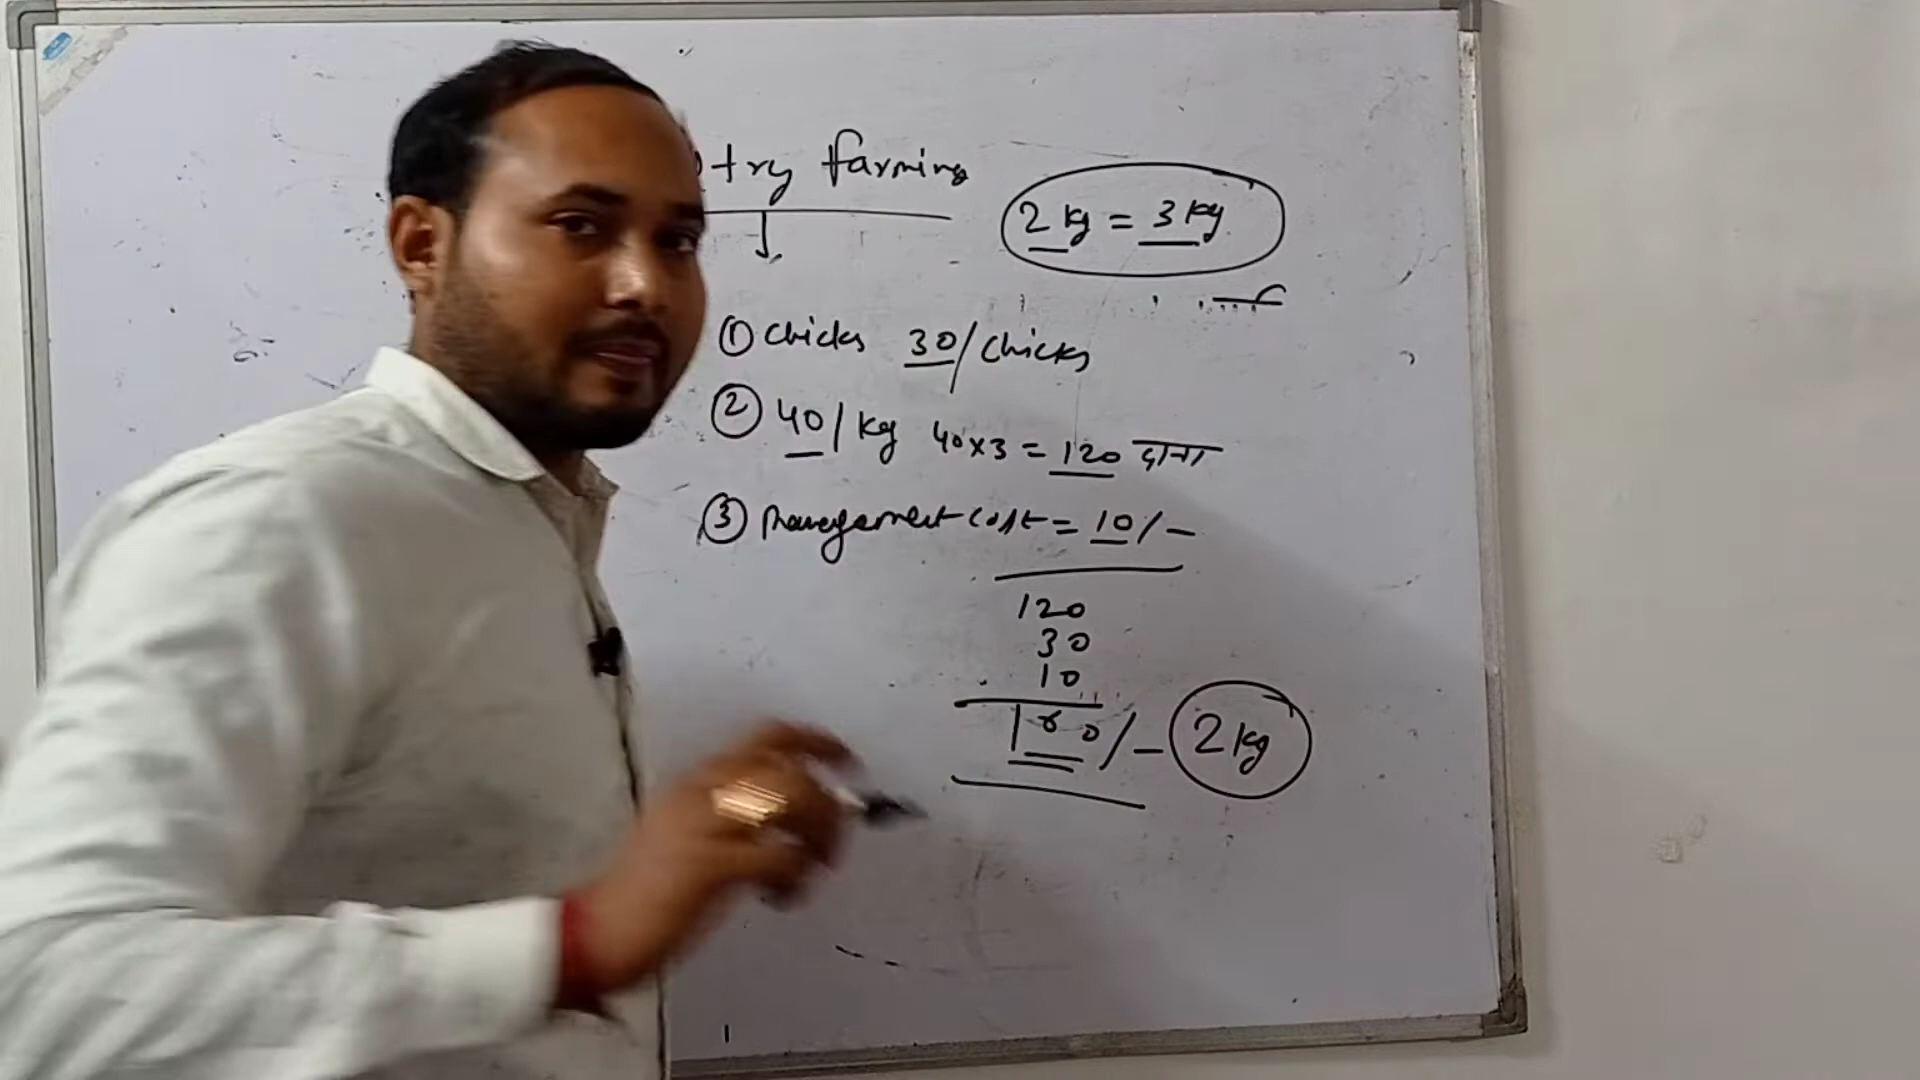 try farming
2 kg = 3 kg
① chicks 30/chicks
② 40/kg 40x3 = 120 दाना
③ Management cost = 10/-
120
30
10
160/- 2 kg